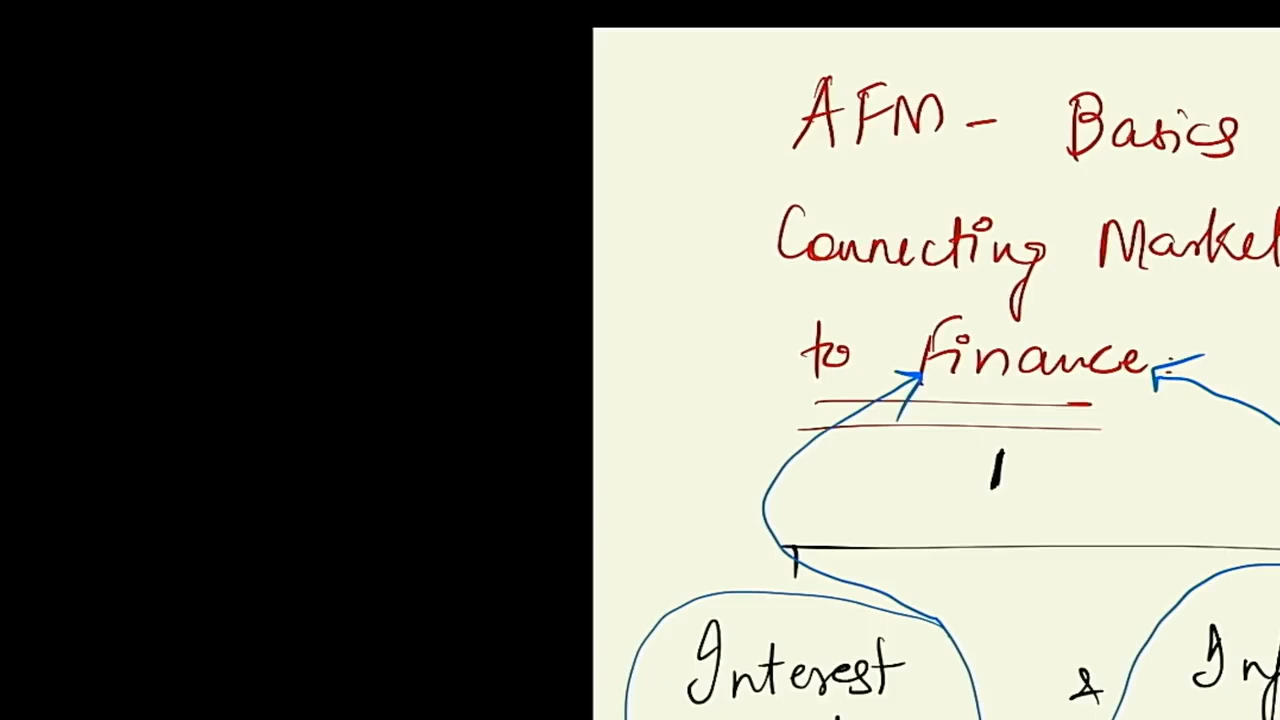 AFM - Basics
Connecting Market
to Finance.
Interest &